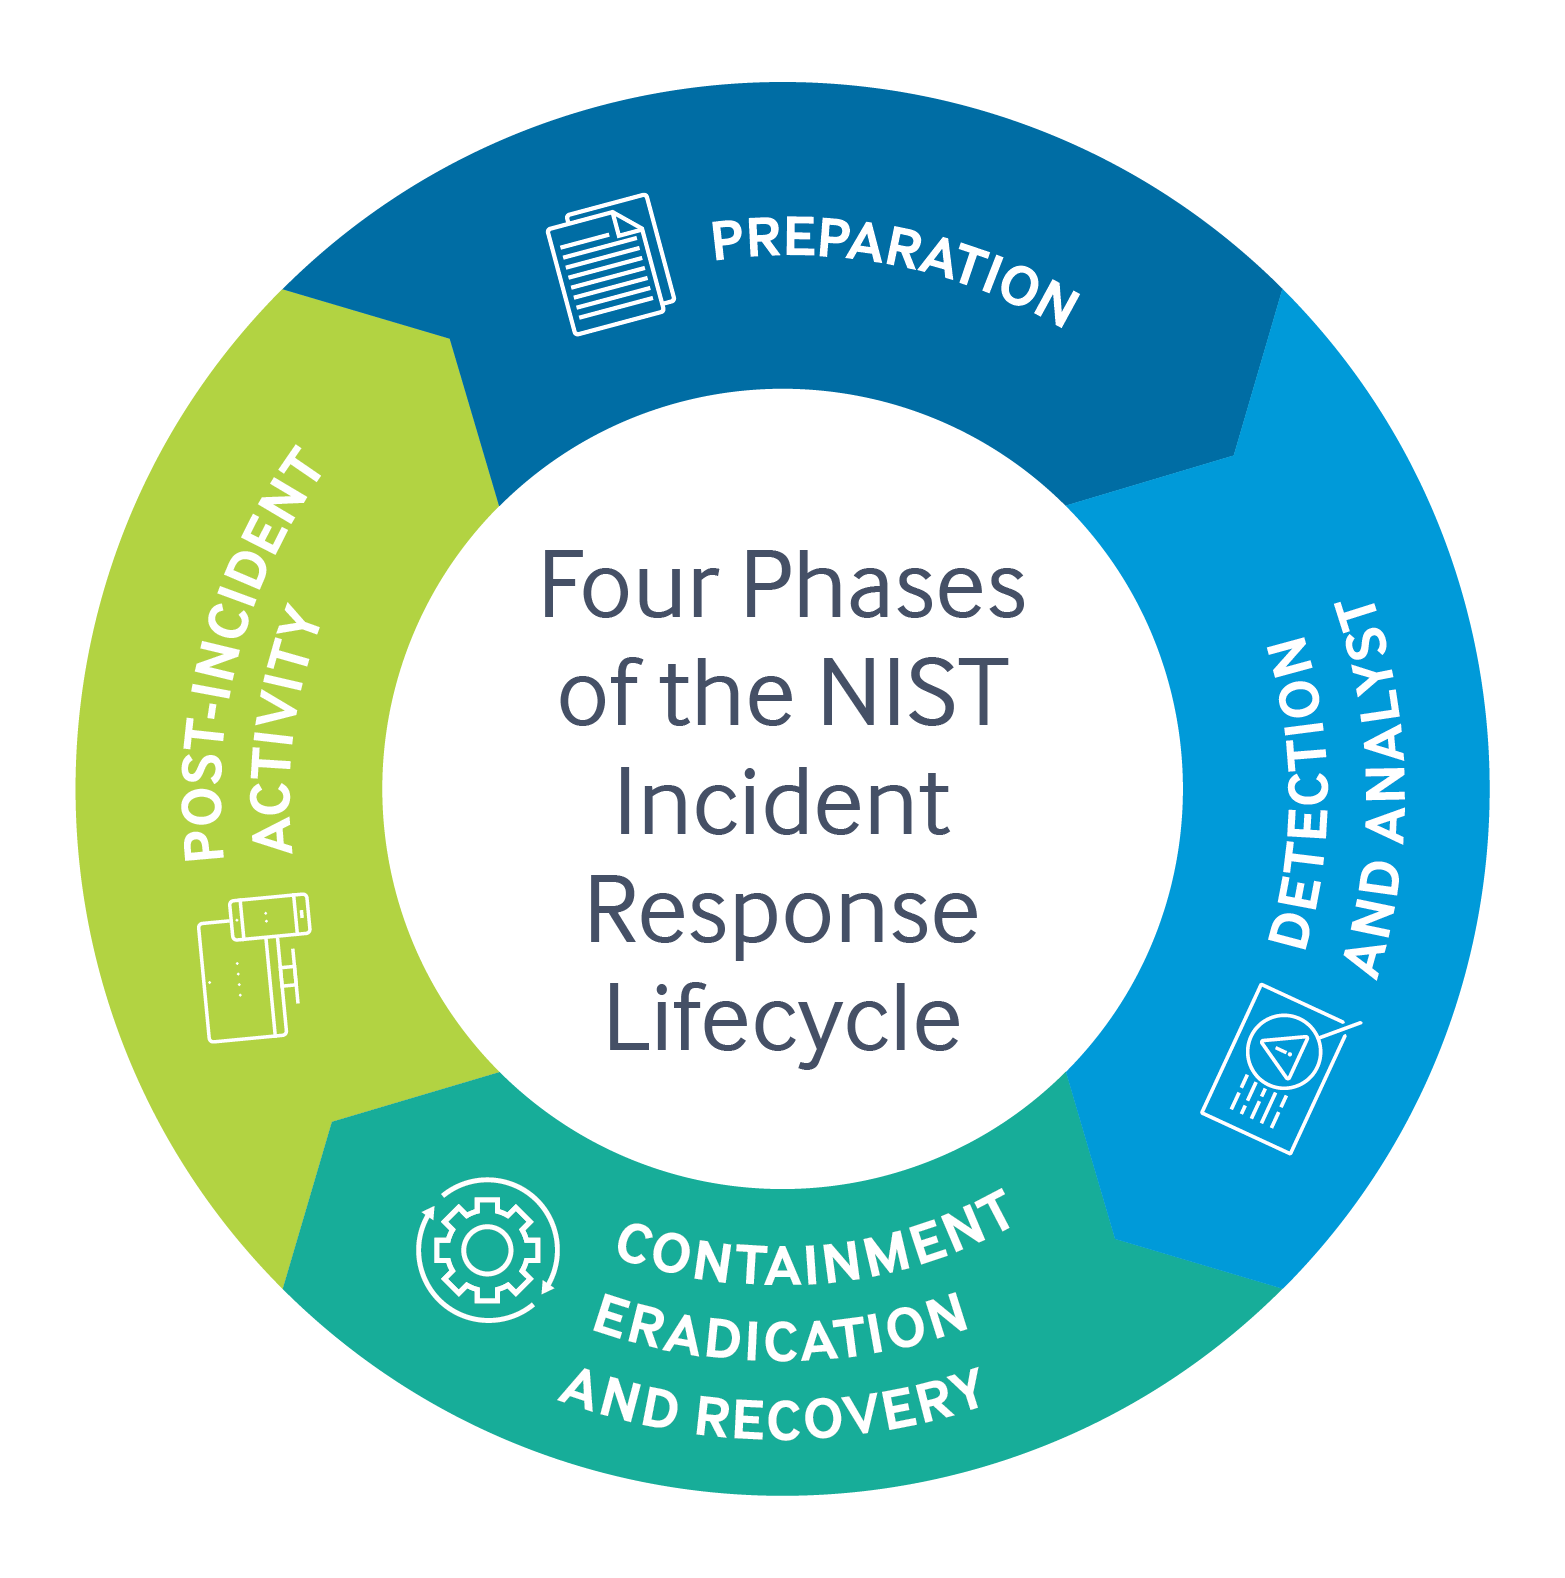 Four Phases
of the NIST
Incident
Response
Lifecycle
PREPARATION
DETECTION
AND ANALYST
CONTAINMENT
ERADICATION
AND RECOVERY
POST-INCIDENT
ACTIVITY